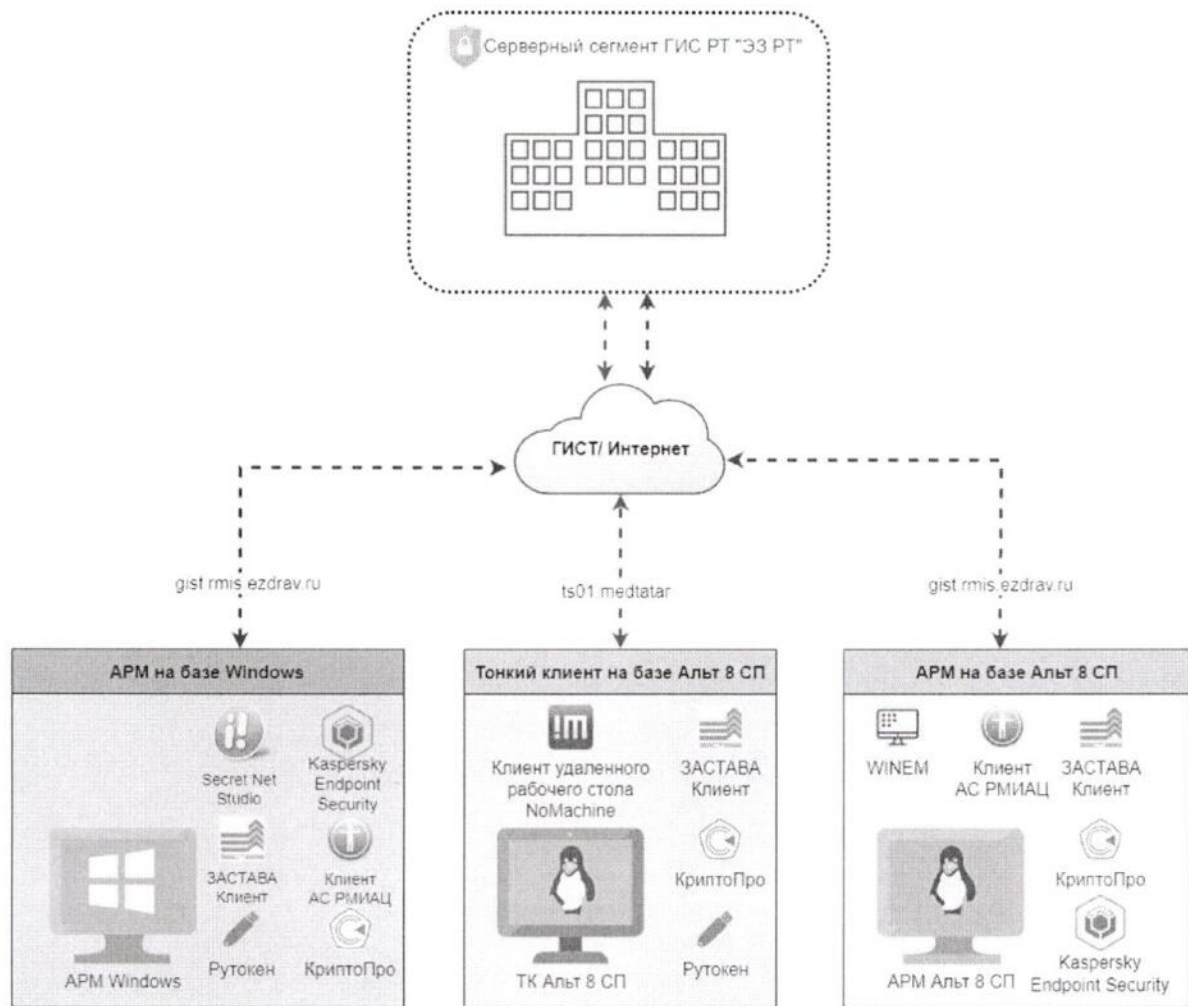 Серверный сегмент ГИС РТ "ЭЗ РТ"
ГИСТ/ Интернет
gist.rmis.ezdrav.ru
ts01.medtatar
gist.rmis.ezdrav.ru
АРМ на базе Windows
Secret Net
Studio
Kaspersky
Endpoint
Security
ЗАСТАВА
Клиент
Клиент
АС РМИАЦ
АРМ Windows
Рутокен
КриптоПро
Тонкий клиент на базе Альт 8 СП
!m
Клиент удаленного
рабочего стола
NoMachine
ЗАСТАВА
Клиент
КриптоПро
ТК Альт 8 СП
Рутокен
АРМ на базе Альт 8 СП
WINEM
Клиент
АС РМИАЦ
ЗАСТАВА
Клиент
КриптоПро
АРМ Альт 8 СП
Kaspersky
Endpoint Security